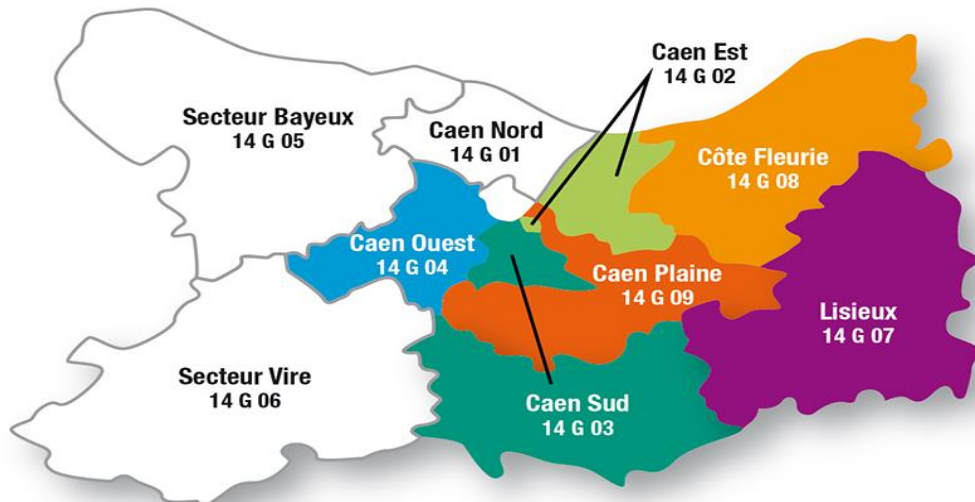 Caen Est
14 G 02
Secteur Bayeux
14 G 05
Caen Nord
14 G 01
Côte Fleurie
14 G 08
Caen Ouest
14 G 04
Caen Plaine
14 G 09
Lisieux
14 G 07
Secteur Vire
14 G 06
Caen Sud
14 G 03